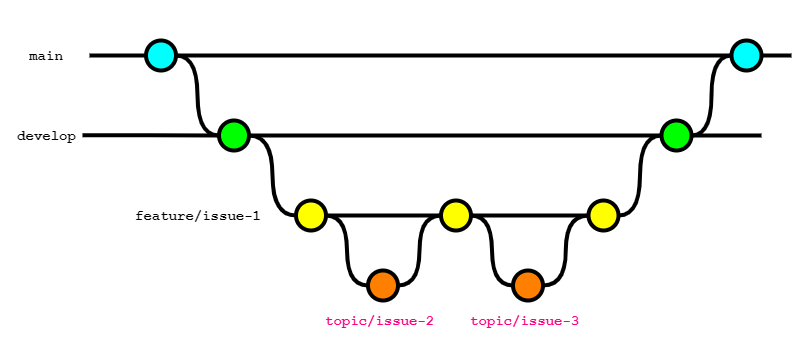 main
develop
feature/issue-1
topic/issue-2
topic/issue-3